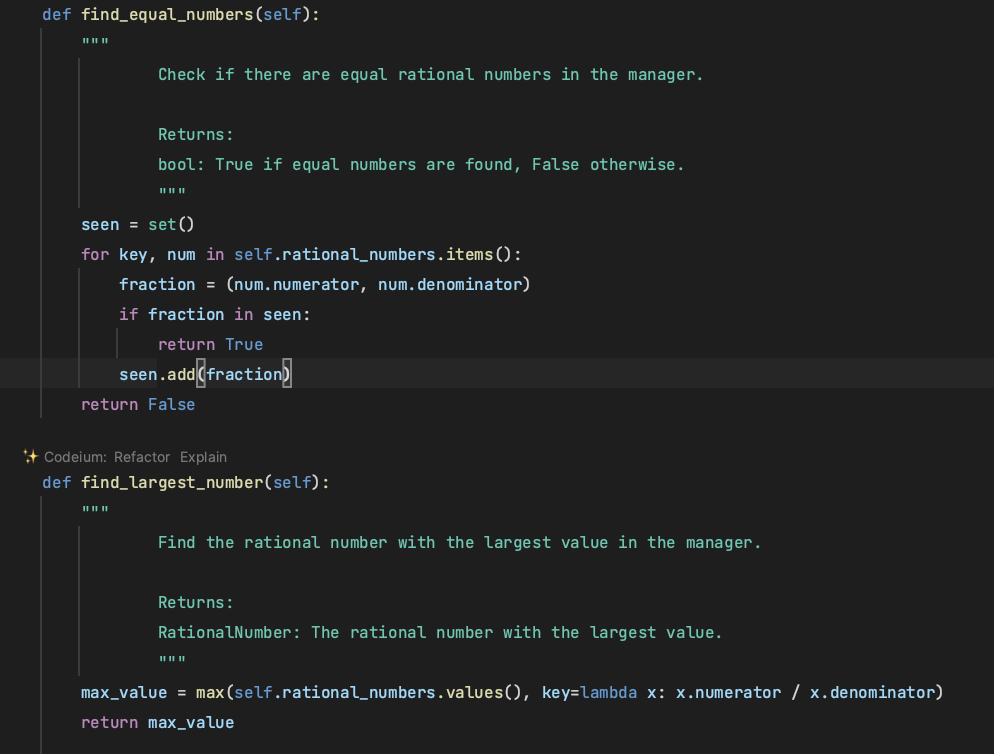 def find_equal_numbers(self):
"""
Check if there are equal rational numbers in the manager.
Returns:
bool: True if equal numbers are found, False otherwise.
"""
seen = set()
for key, num in self.rational_numbers.items():
fraction = (num.numerator, num.denominator)
if fraction in seen:
return True
seen.add(fraction)
return False
✨ Codeium: Refactor Explain
def find_largest_number(self):
"""
Find the rational number with the largest value in the manager.
Returns:
RationalNumber: The rational number with the largest value.
"""
max_value = max(self.rational_numbers.values(), key=lambda x: x.numerator / x.denominator)
return max_value